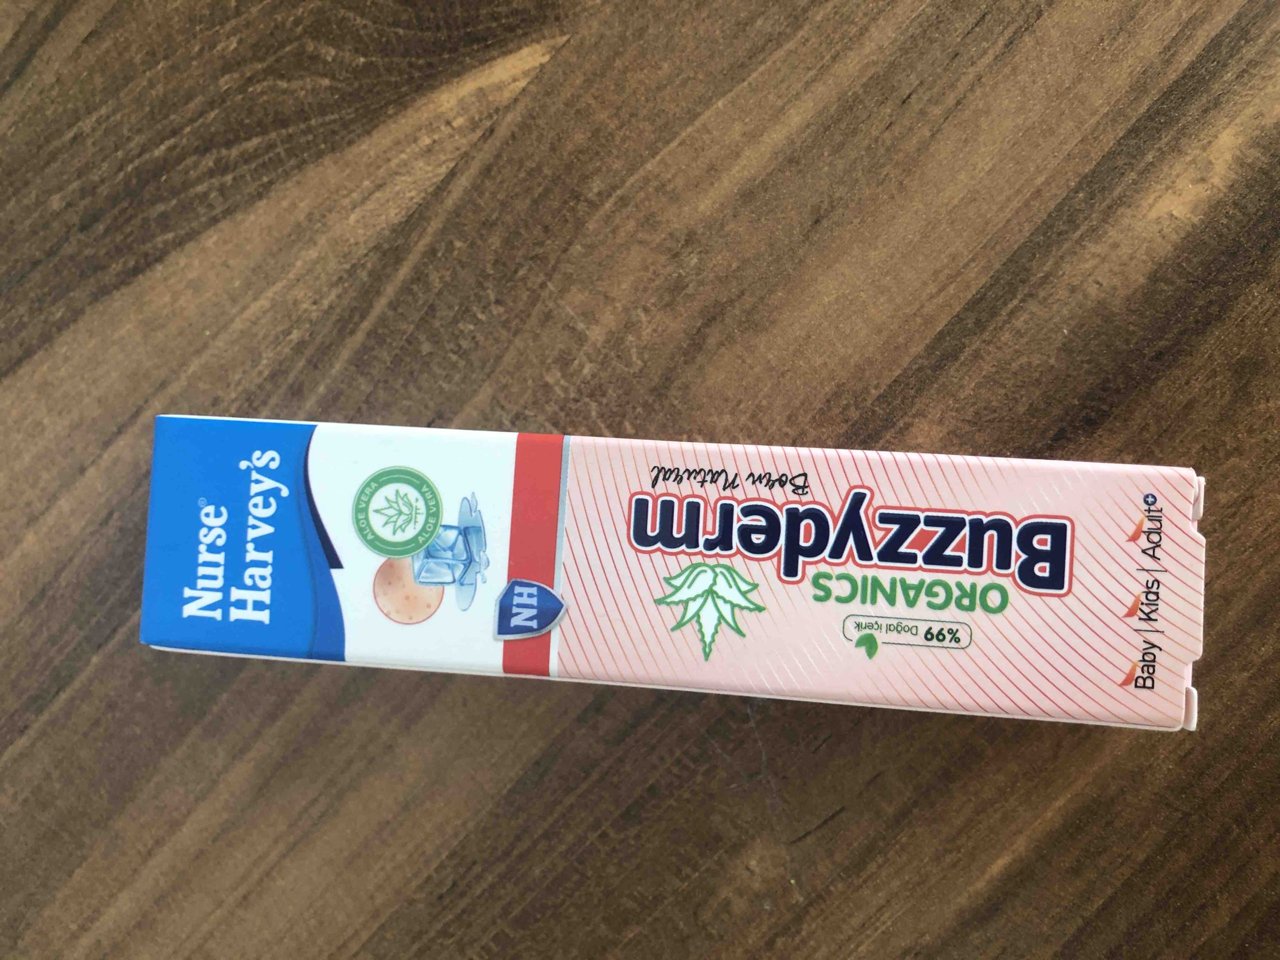 Nurse®
Harvey's
ALOE VERA
ALOE VERA
NH
%99 Doğal içerik
ORGANICS
Buzzyderm
Born Natural
Baby | Kids | Adult+